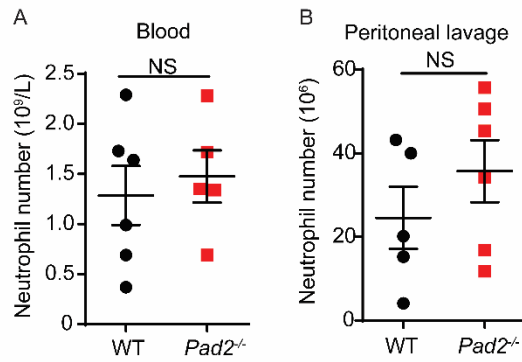 A
Blood
NS
Neutrophil number (10⁹/L)
2.5
2.0
1.5
1.0
0.5
0
WT
Pad2⁻/⁻
B
Peritoneal lavage
NS
Neutrophil number (10⁶)
60
40
20
0
WT
Pad2⁻/⁻